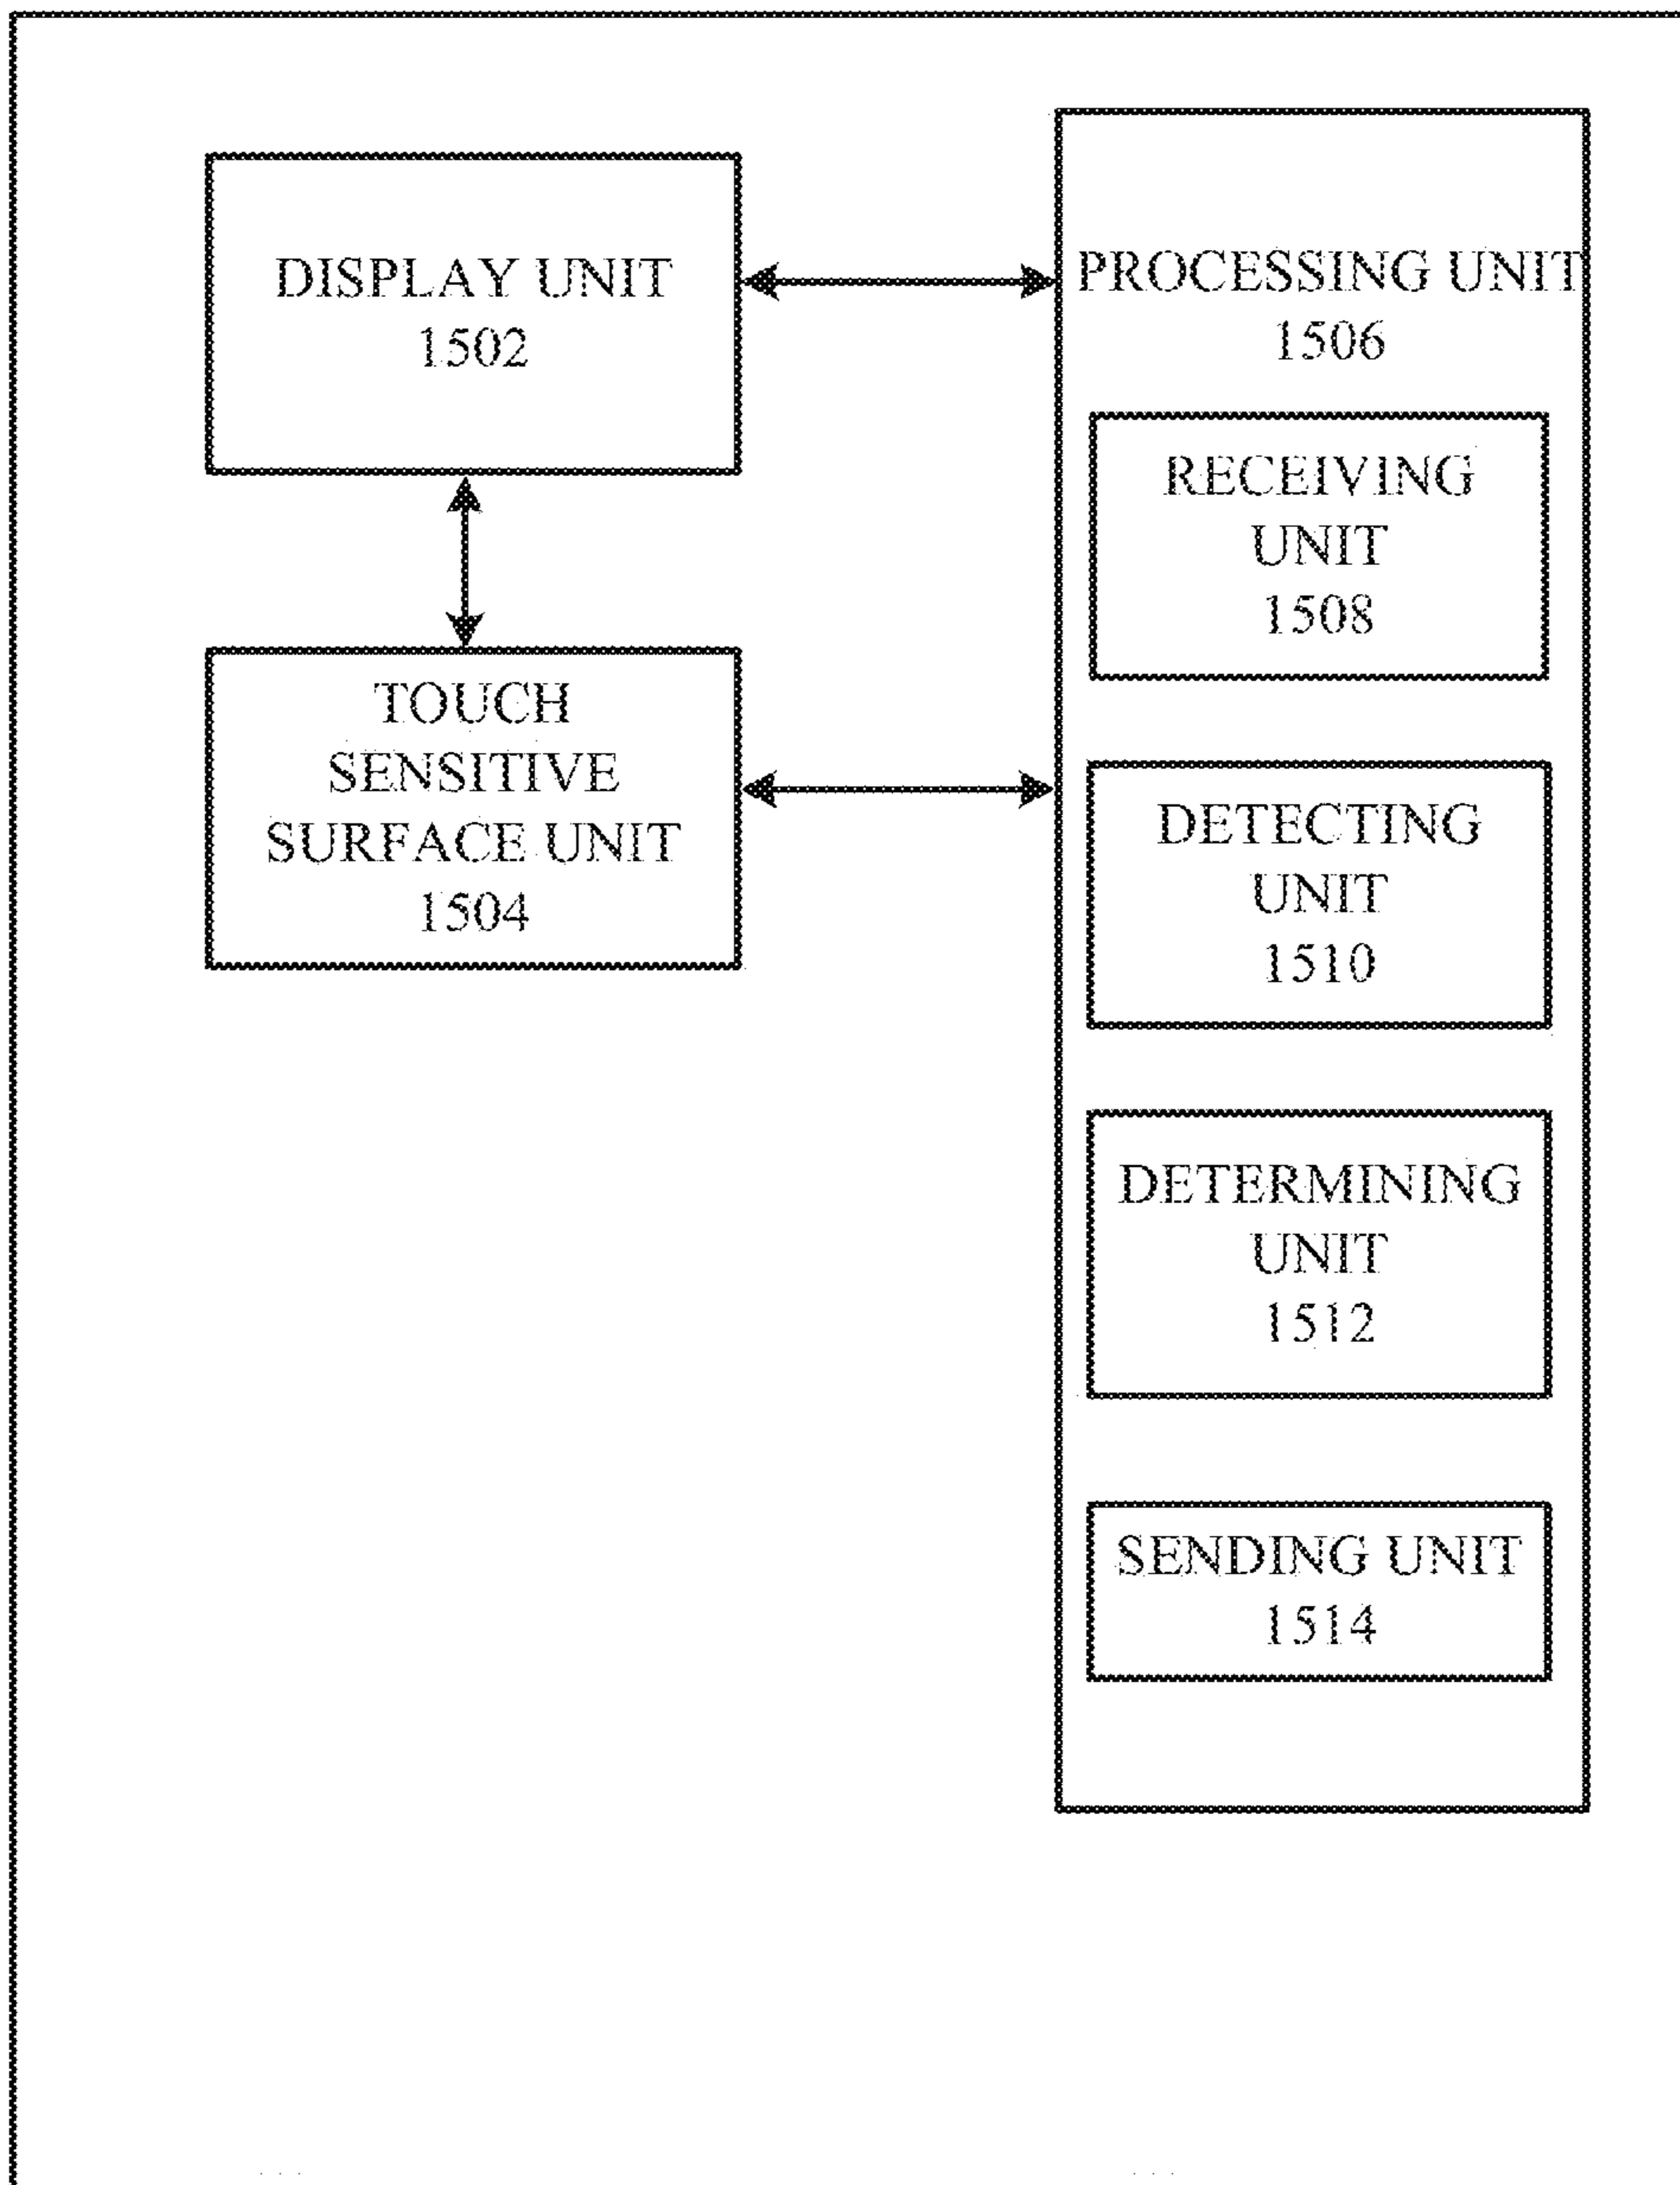 DISPLAY UNIT
1502
PROCESSING UNIT
1506
RECEIVING
UNIT
1508
TOUCH
SENSITIVE
SURFACE UNIT
1504
DETECTING
UNIT
1510
DETERMINING
UNIT
1512
SENDING UNIT
1514